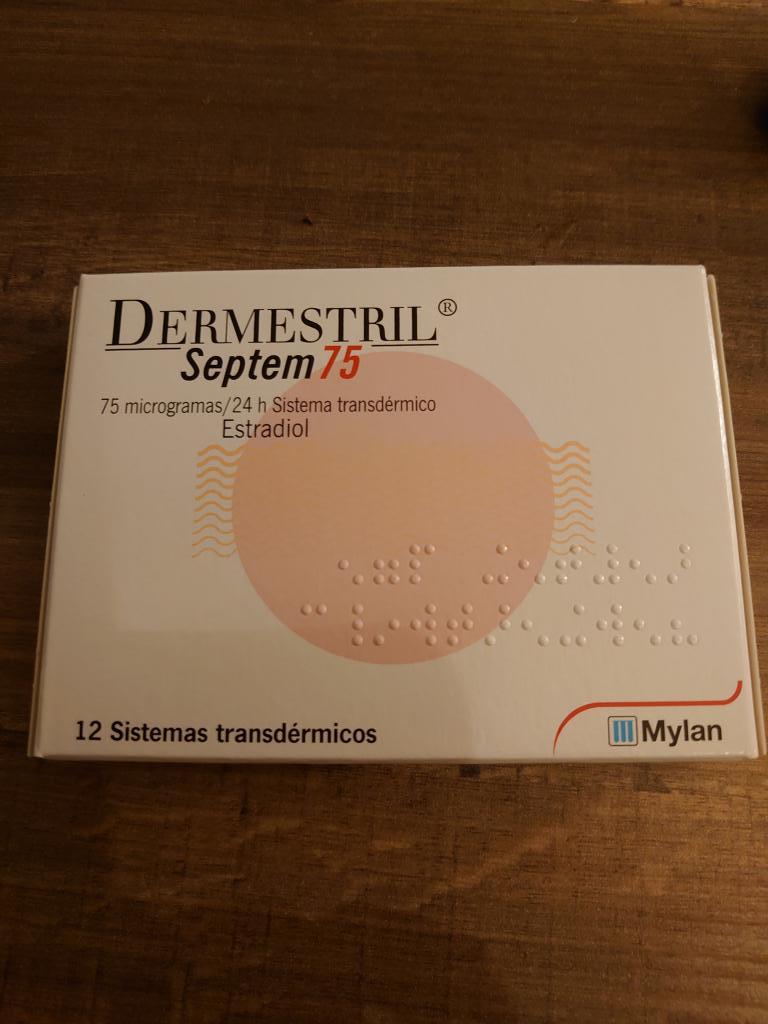 DERMESTRIL®
Septem 75
75 microgramas/24 h Sistema transdérmico
Estradiol
12 Sistemas transdérmicos
Mylan